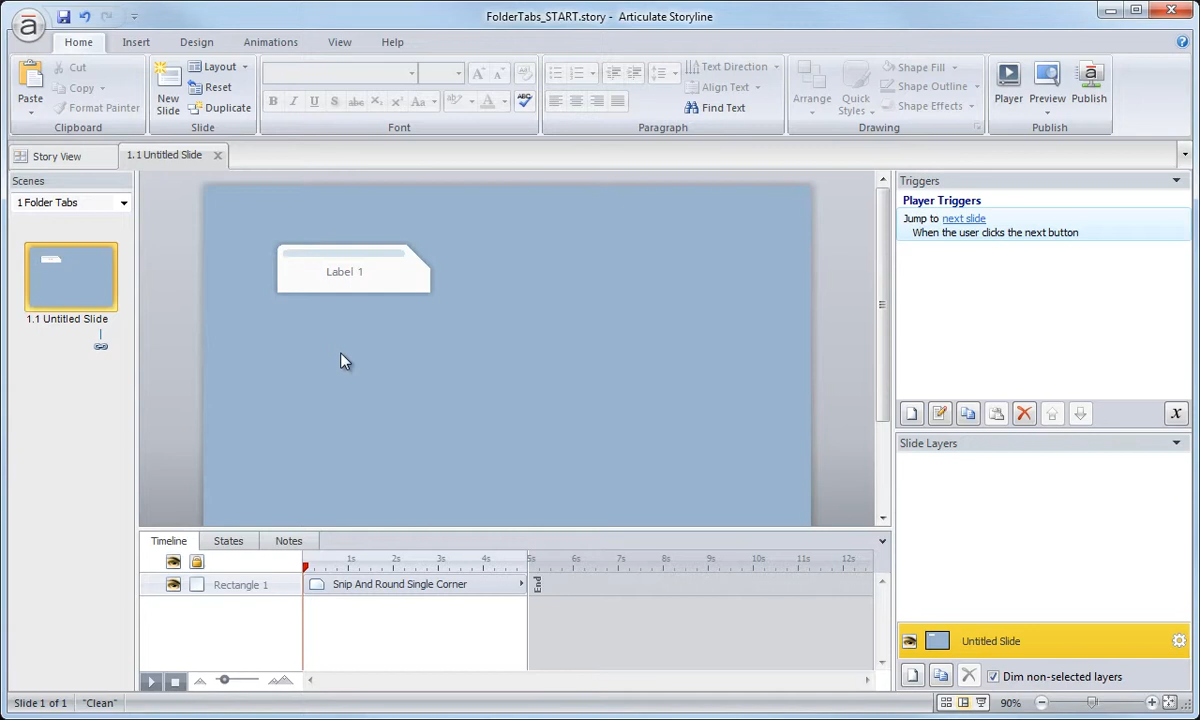 FolderTabs_START.story - Articulate Storyline
Home Insert Design Animations View Help
Paste
Cut
Copy
Format Painter
Clipboard
New Slide
Layout
Reset
Duplicate
Slide
B I U S abc X₂ X² Aa ab A
Font
Text Direction
Align Text
Find Text
Paragraph
Arrange
Quick Styles
Shape Fill
Shape Outline
Shape Effects
Drawing
Player Preview Publish
Publish
Story View
1.1 Untitled Slide
Scenes
1 Folder Tabs
1.1 Untitled Slide
Label 1
Triggers
Player Triggers
Jump to next slide
When the user clicks the next button
Slide Layers
Untitled Slide
Dim non-selected layers
Timeline States Notes
1s 2s 3s 4s 5s 6s 7s 8s 9s 10s 11s 12s
Rectangle 1
Snip And Round Single Corner
End
Slide 1 of 1 "Clean"
90%